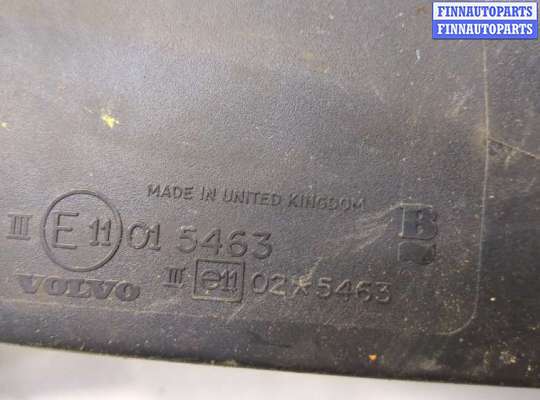 FINNAUTOPARTS
FINNAUTOPARTS
MADE IN UNITED KINGDOM
B
III E 11 01 5463
VOLVO III e11 02*5463